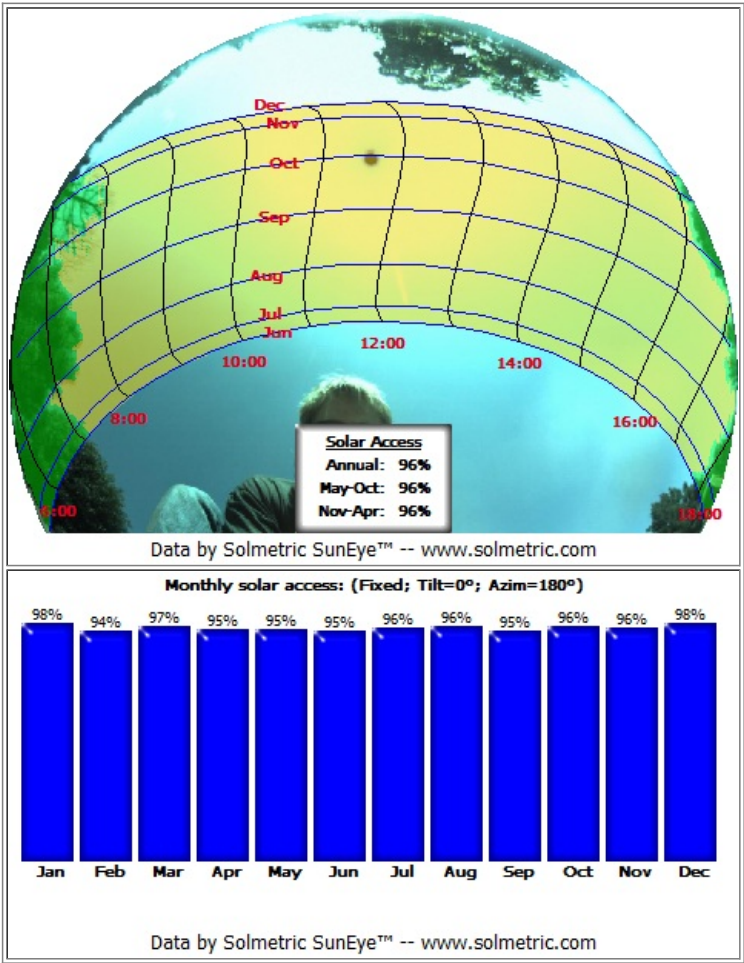 Dec
Nov
Oct
Sep
Aug
Jul
Jun
12:00
10:00
14:00
8:00
16:00
6:00
18:00
Solar Access
Annual: 96%
May-Oct: 96%
Nov-Apr: 96%
Data by Solmetric SunEye™ -- www.solmetric.com
Monthly solar access: (Fixed; Tilt=0º; Azim=180º)
98% 94% 97% 95% 95% 95% 96% 96% 95% 96% 96% 98%
Jan Feb Mar Apr May Jun Jul Aug Sep Oct Nov Dec
Data by Solmetric SunEye™ -- www.solmetric.com